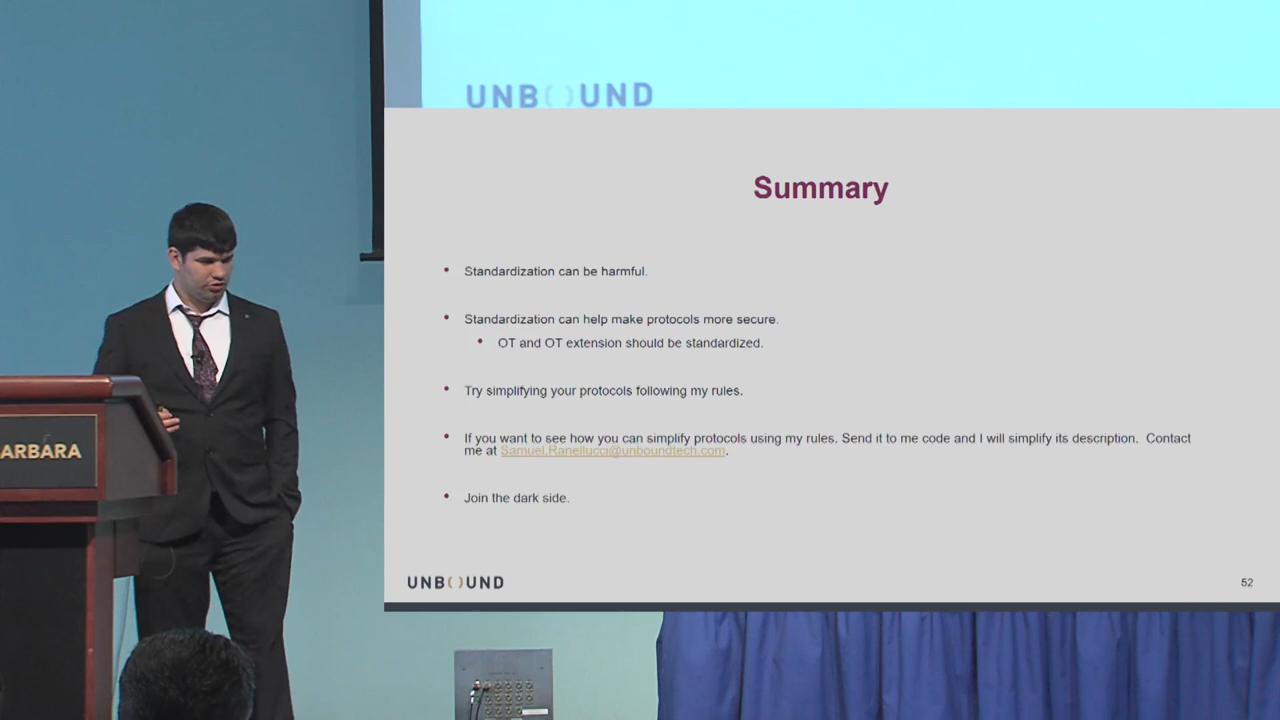 UNB()UND
Summary
Standardization can be harmful.
Standardization can help make protocols more secure.
OT and OT extension should be standardized.
Try simplifying your protocols following my rules.
If you want to see how you can simplify protocols using my rules. Send it to me code and I will simplify its description.  Contact
me at Samuel.Ranellucci@unboundtech.com.
Join the dark side.
UNB()UND
52
ARBARA